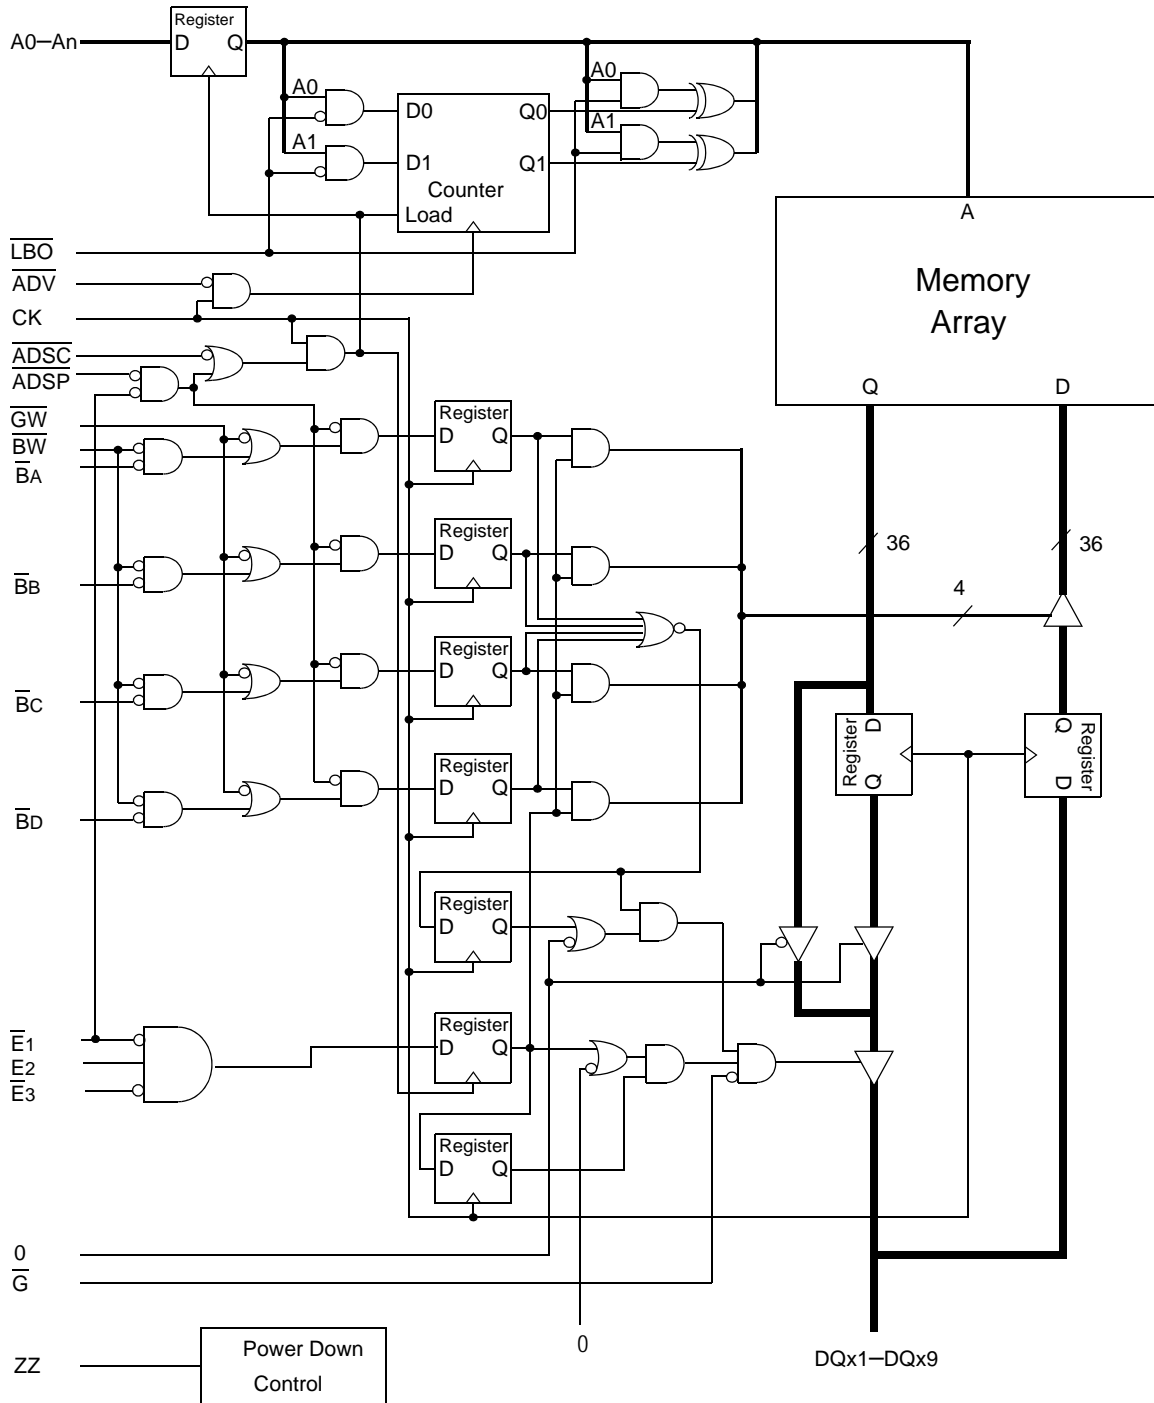 Register
A0–An
D Q
A0
A0
D0
Q0
A1
A1
D1
Q1
Counter
Load
A
LBO
ADV
Memory
Array
CK
ADSC
ADSP
Q
D
GW
BW
BA
Register
D Q
Register
D Q
36
36
BB
4
Register
D Q
BC
Register
D
Q
Register
Q
D
Register
D Q
BD
Register
D Q
Register
D Q
E1
E2
E3
Register
D Q
0
G
0
Power Down
Control
ZZ
DQx1–DQx9